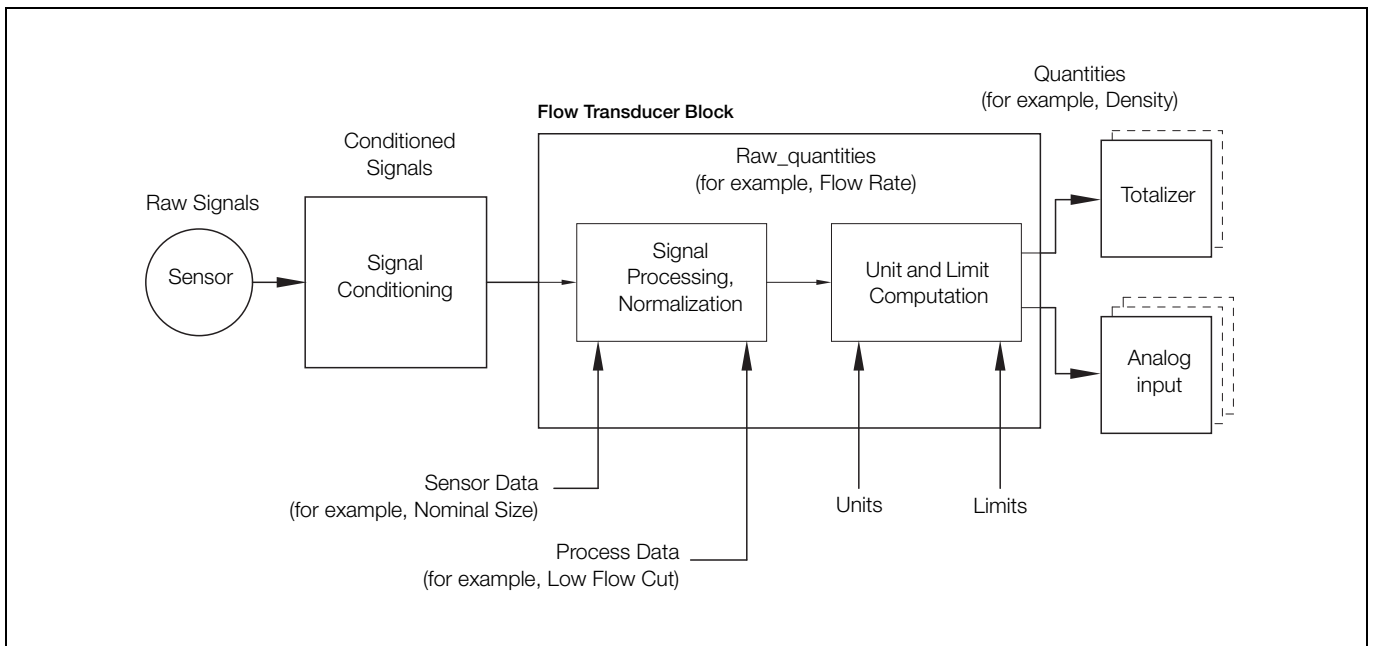 Quantities
(for example, Density)
Flow Transducer Block
Conditioned
Signals
Raw_quantities
(for example, Flow Rate)
Raw Signals
Totalizer
Sensor
Signal
Conditioning
Signal
Processing,
Normalization
Unit and Limit
Computation
Analog
input
Sensor Data
(for example, Nominal Size)
Units
Limits
Process Data
(for example, Low Flow Cut)